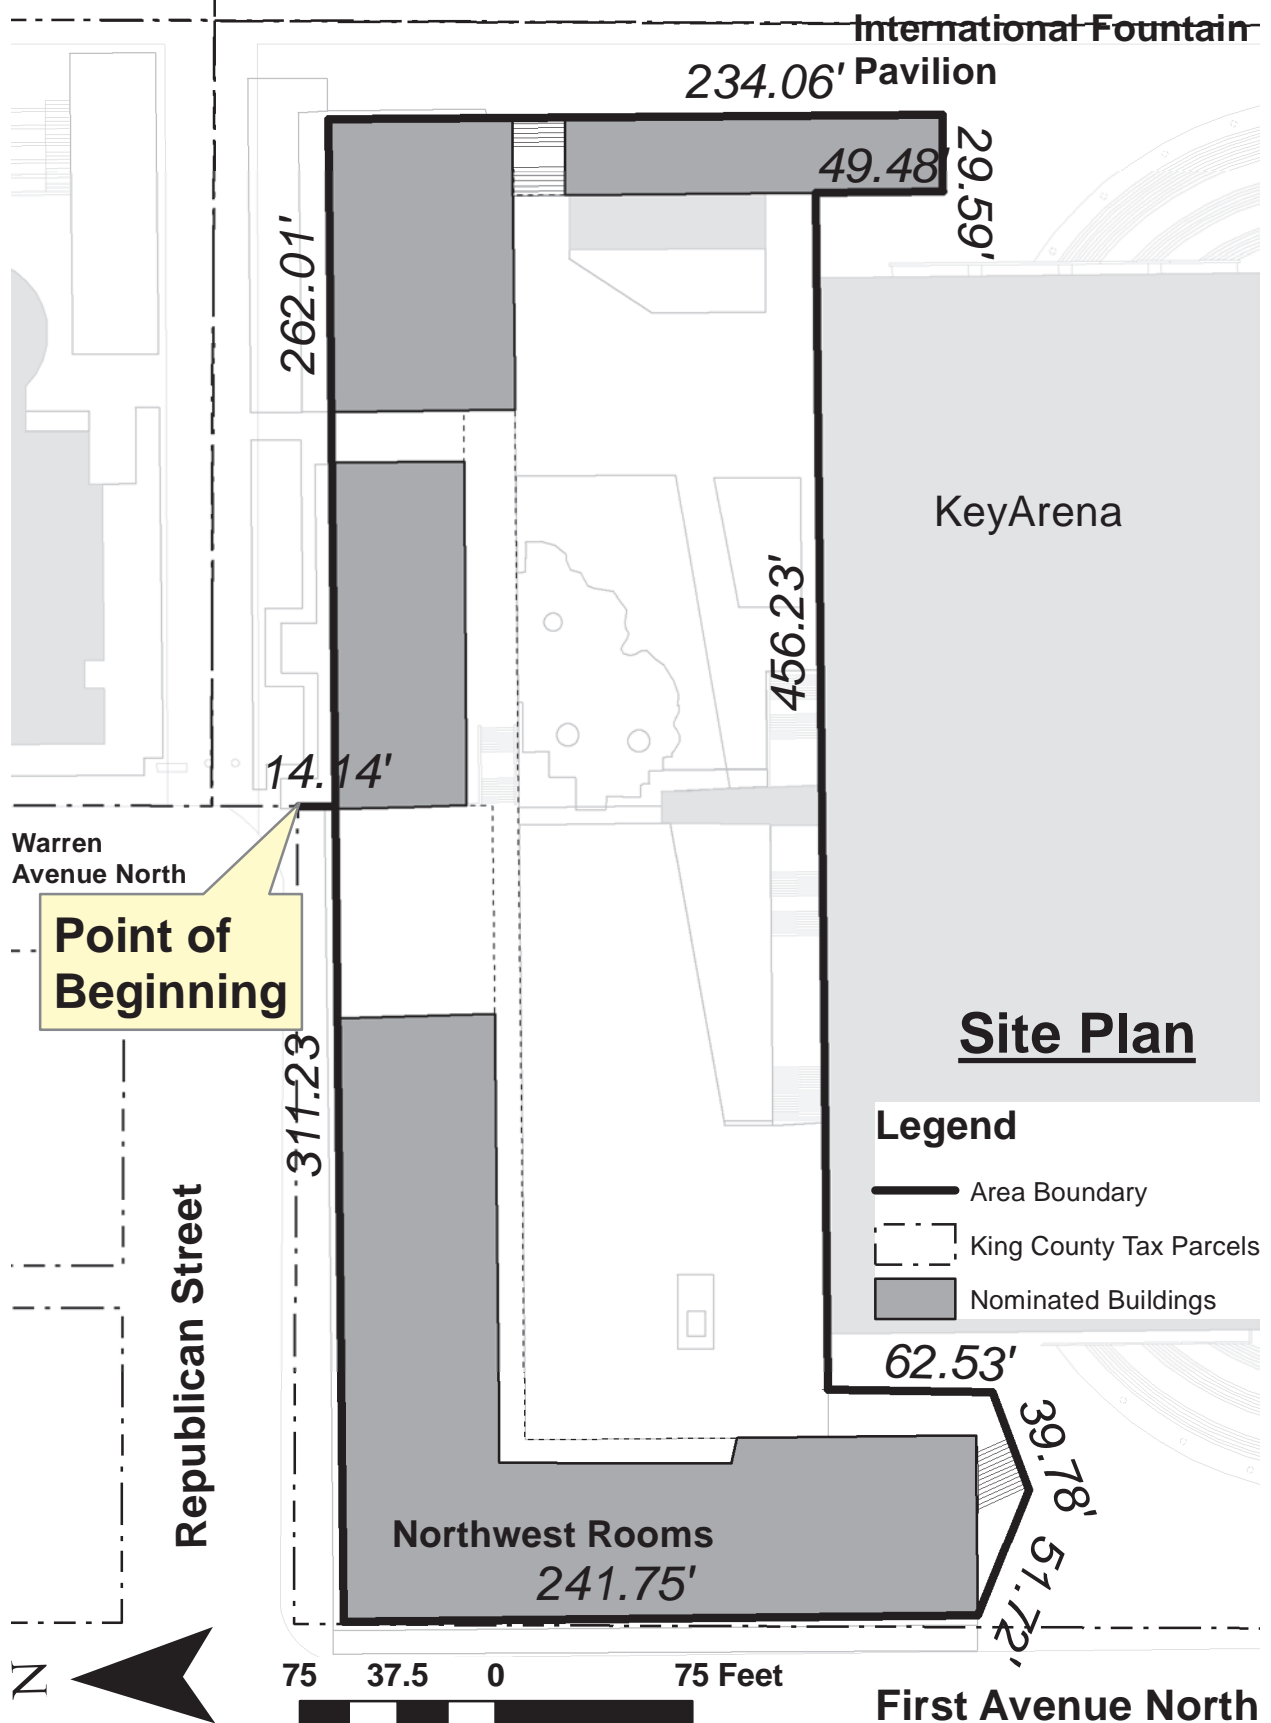 International Fountain
Pavilion
234.06'
49.48'
29.59'
262.01'
KeyArena
456.23'
14.14'
Warren
Avenue North
Point of
Beginning
311.23
Site Plan
Legend
Area Boundary
King County Tax Parcels
Nominated Buildings
Republican Street
62.53'
39.78'
Northwest Rooms
241.75'
51.72'
N
75 37.5 0 75 Feet
First Avenue North